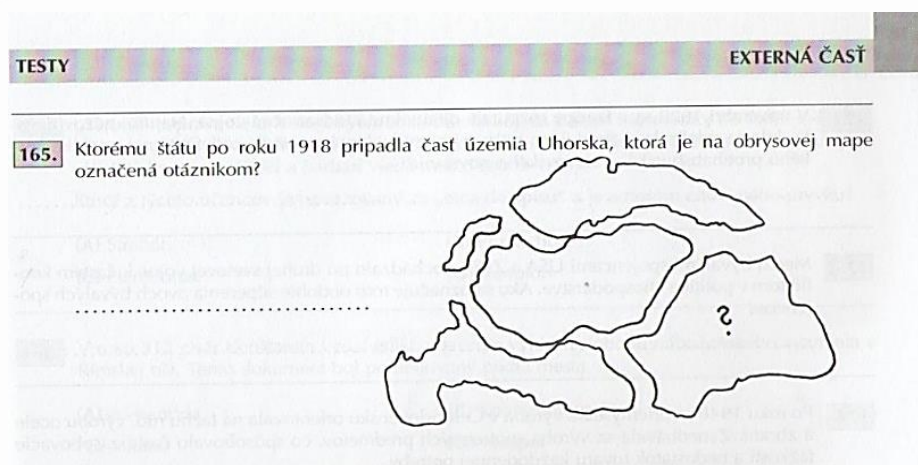 TESTY
EXTERNÁ ČASŤ
165. Ktorému štátu po roku 1918 pripadla časť územia Uhorska, ktorá je na obrysovej mape
označená otáznikom?
..............................................
?